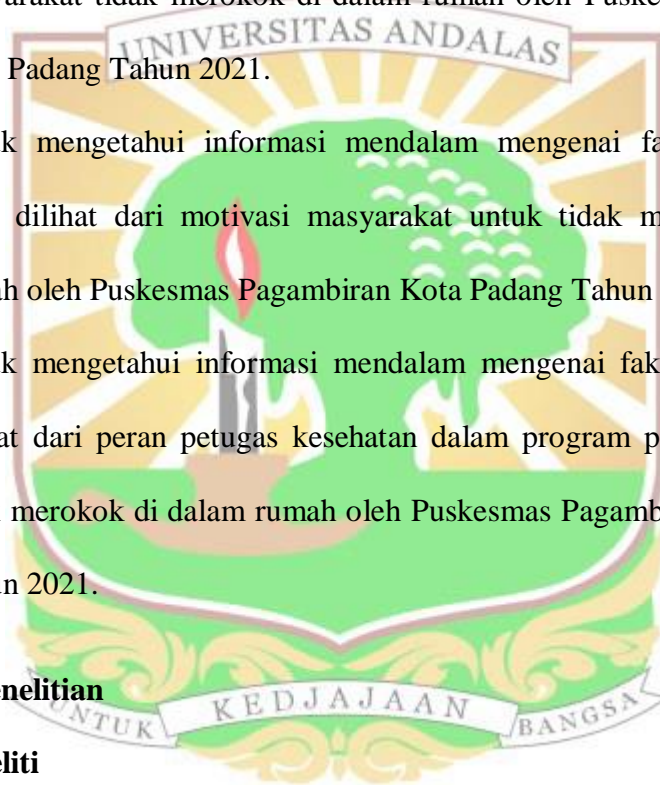 arakat tidak merokok di dalam rumah oleh Puske
UNIVERSITAS ANDALAS
Padang Tahun 2021.
k mengetahui informasi mendalam mengenai fa
dilihat dari motivasi masyarakat untuk tidak m
ah oleh Puskesmas Pagambiran Kota Padang Tahun
k mengetahui informasi mendalam mengenai fak
at dari peran petugas kesehatan dalam program p
merokok di dalam rumah oleh Puskesmas Pagamb
un 2021.
enelitian
UNTUK KEDJAJAAN BANGSA
eliti